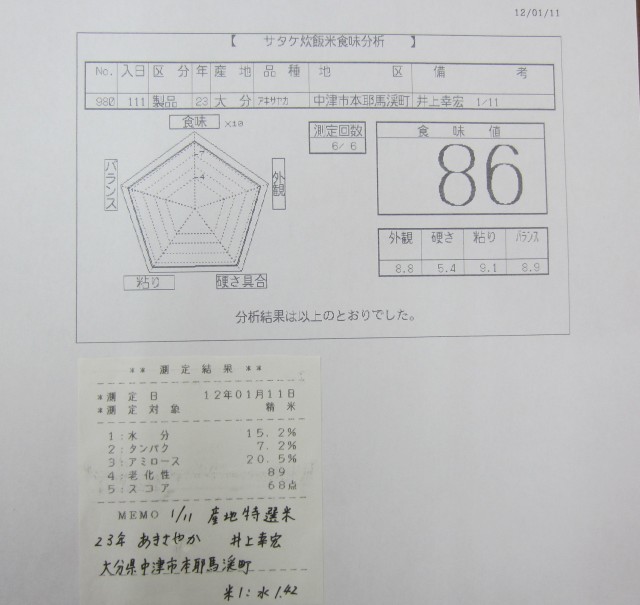 12/01/11
【 サタケ炊飯米食味分析 】
No. 入日 区分 年 産地 品種 地区 備考
980 111 製品 23 大分 アキサヤカ 中津市本耶馬渓町 井上幸宏 1/11
食味 ×10
7
4
バランス
外観
粘り
硬さ具合
測定回数
6/ 6
食味値
86
外観 硬さ 粘り バランス
8.8 5.4 9.1 8.9
分析結果は以上のとおりでした。
** 測定結果 **
*測定日 12年01月11日
*測定対象 精米
1:水分 15.2%
2:タンパク 7.2%
3:アミロース 20.5%
4:老化性 89
5:スコア 68点
MEMO 1/11 産地特選米
23年 あきさやか 井上幸宏
大分県中津市本耶馬渓町
米1:水1.42